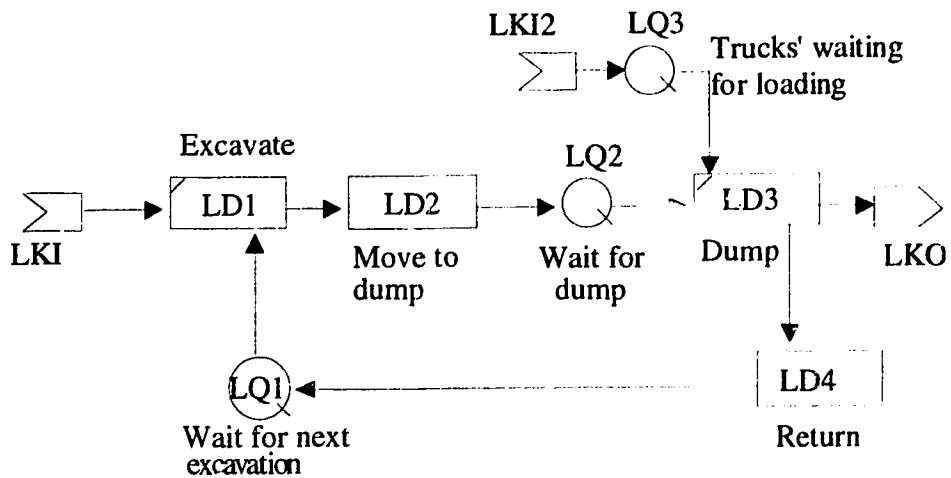 LKI2
LQ3
Trucks' waiting
for loading
Excavate
LQ2
LD1
LD2
LD3
LKI
Move to
dump
Wait for
dump
Dump
LKO
LQ1
LD4
Wait for next
excavation
Return